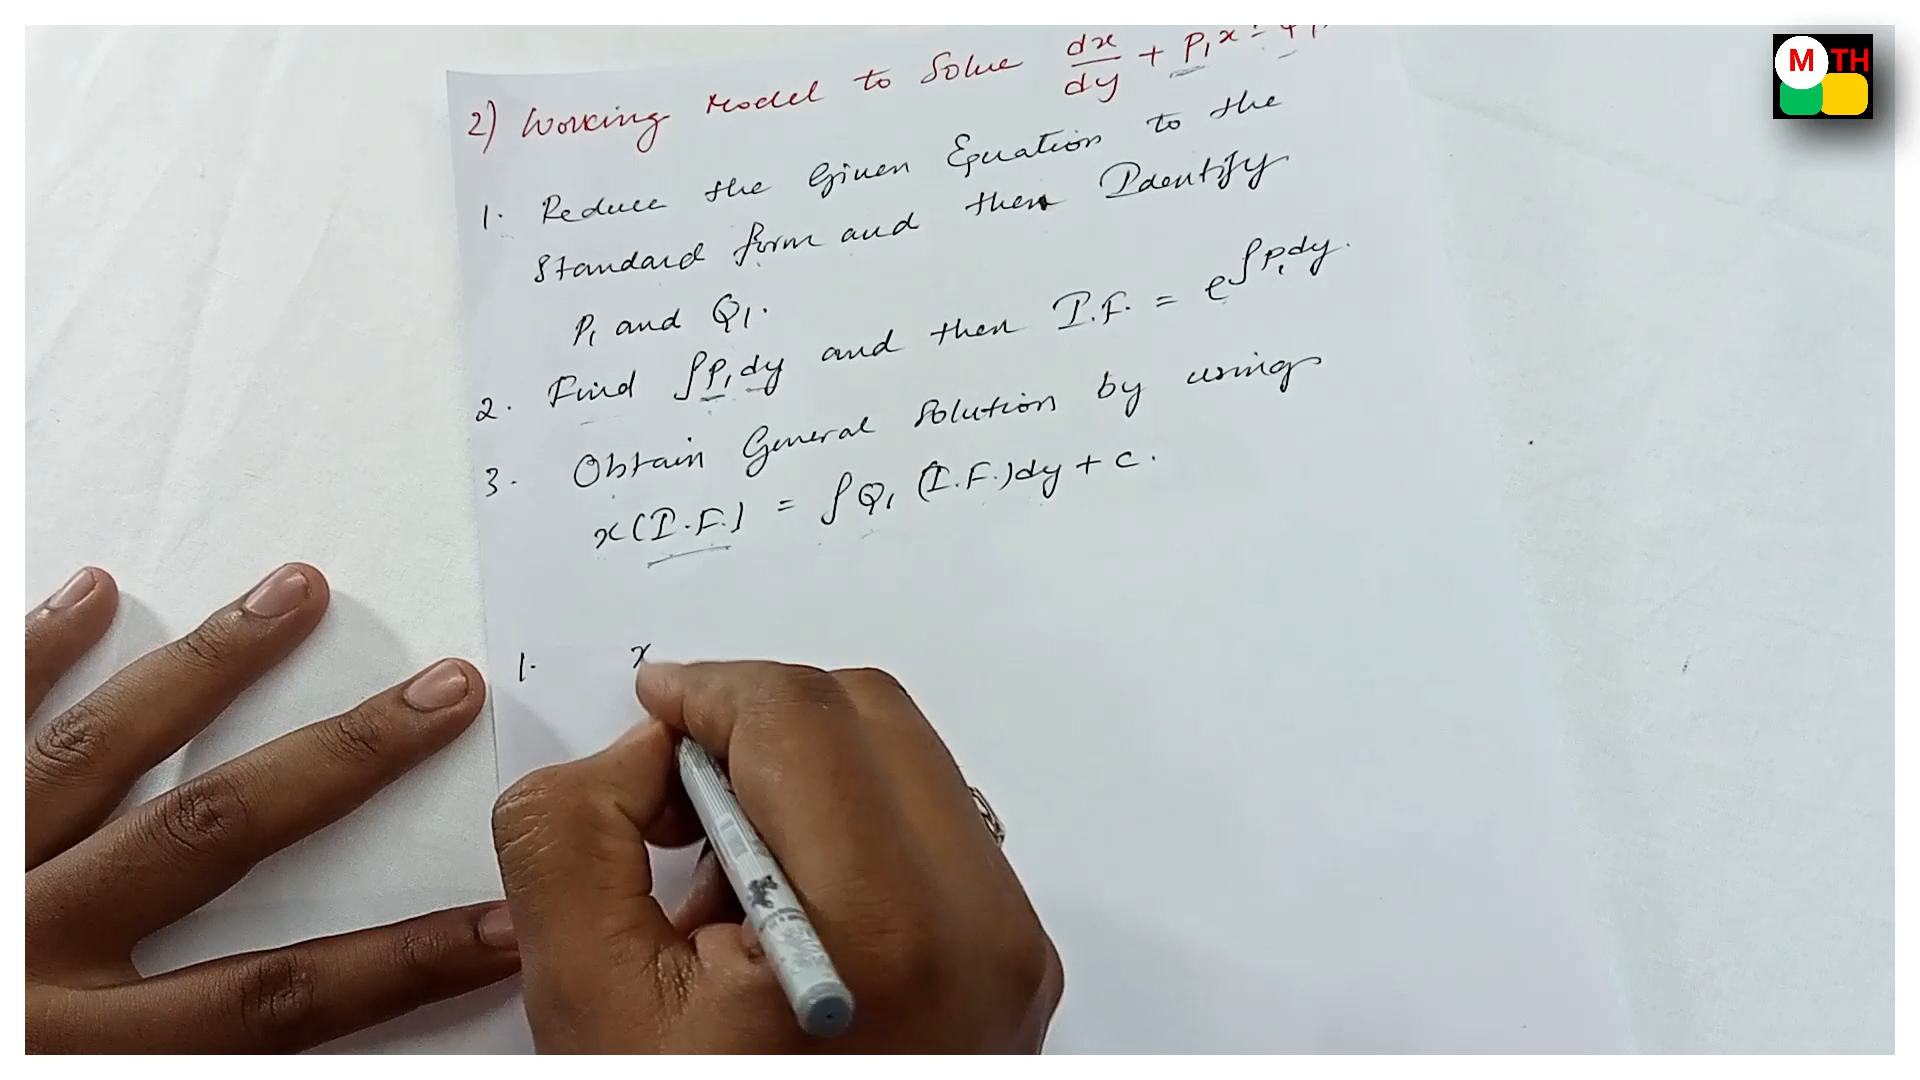 2) Working Model to Solve dx/dy + P₁x = Q₁.
1. Reduce the Given Equation to the
Standard form and then Identify
P₁ and Q₁.
2. Find ∫P₁dy and then I.F. = e^∫P₁dy.
3. Obtain General Solution by using
x(I.F.) = ∫Q₁ (I.F.)dy + c.
1. x
M TH